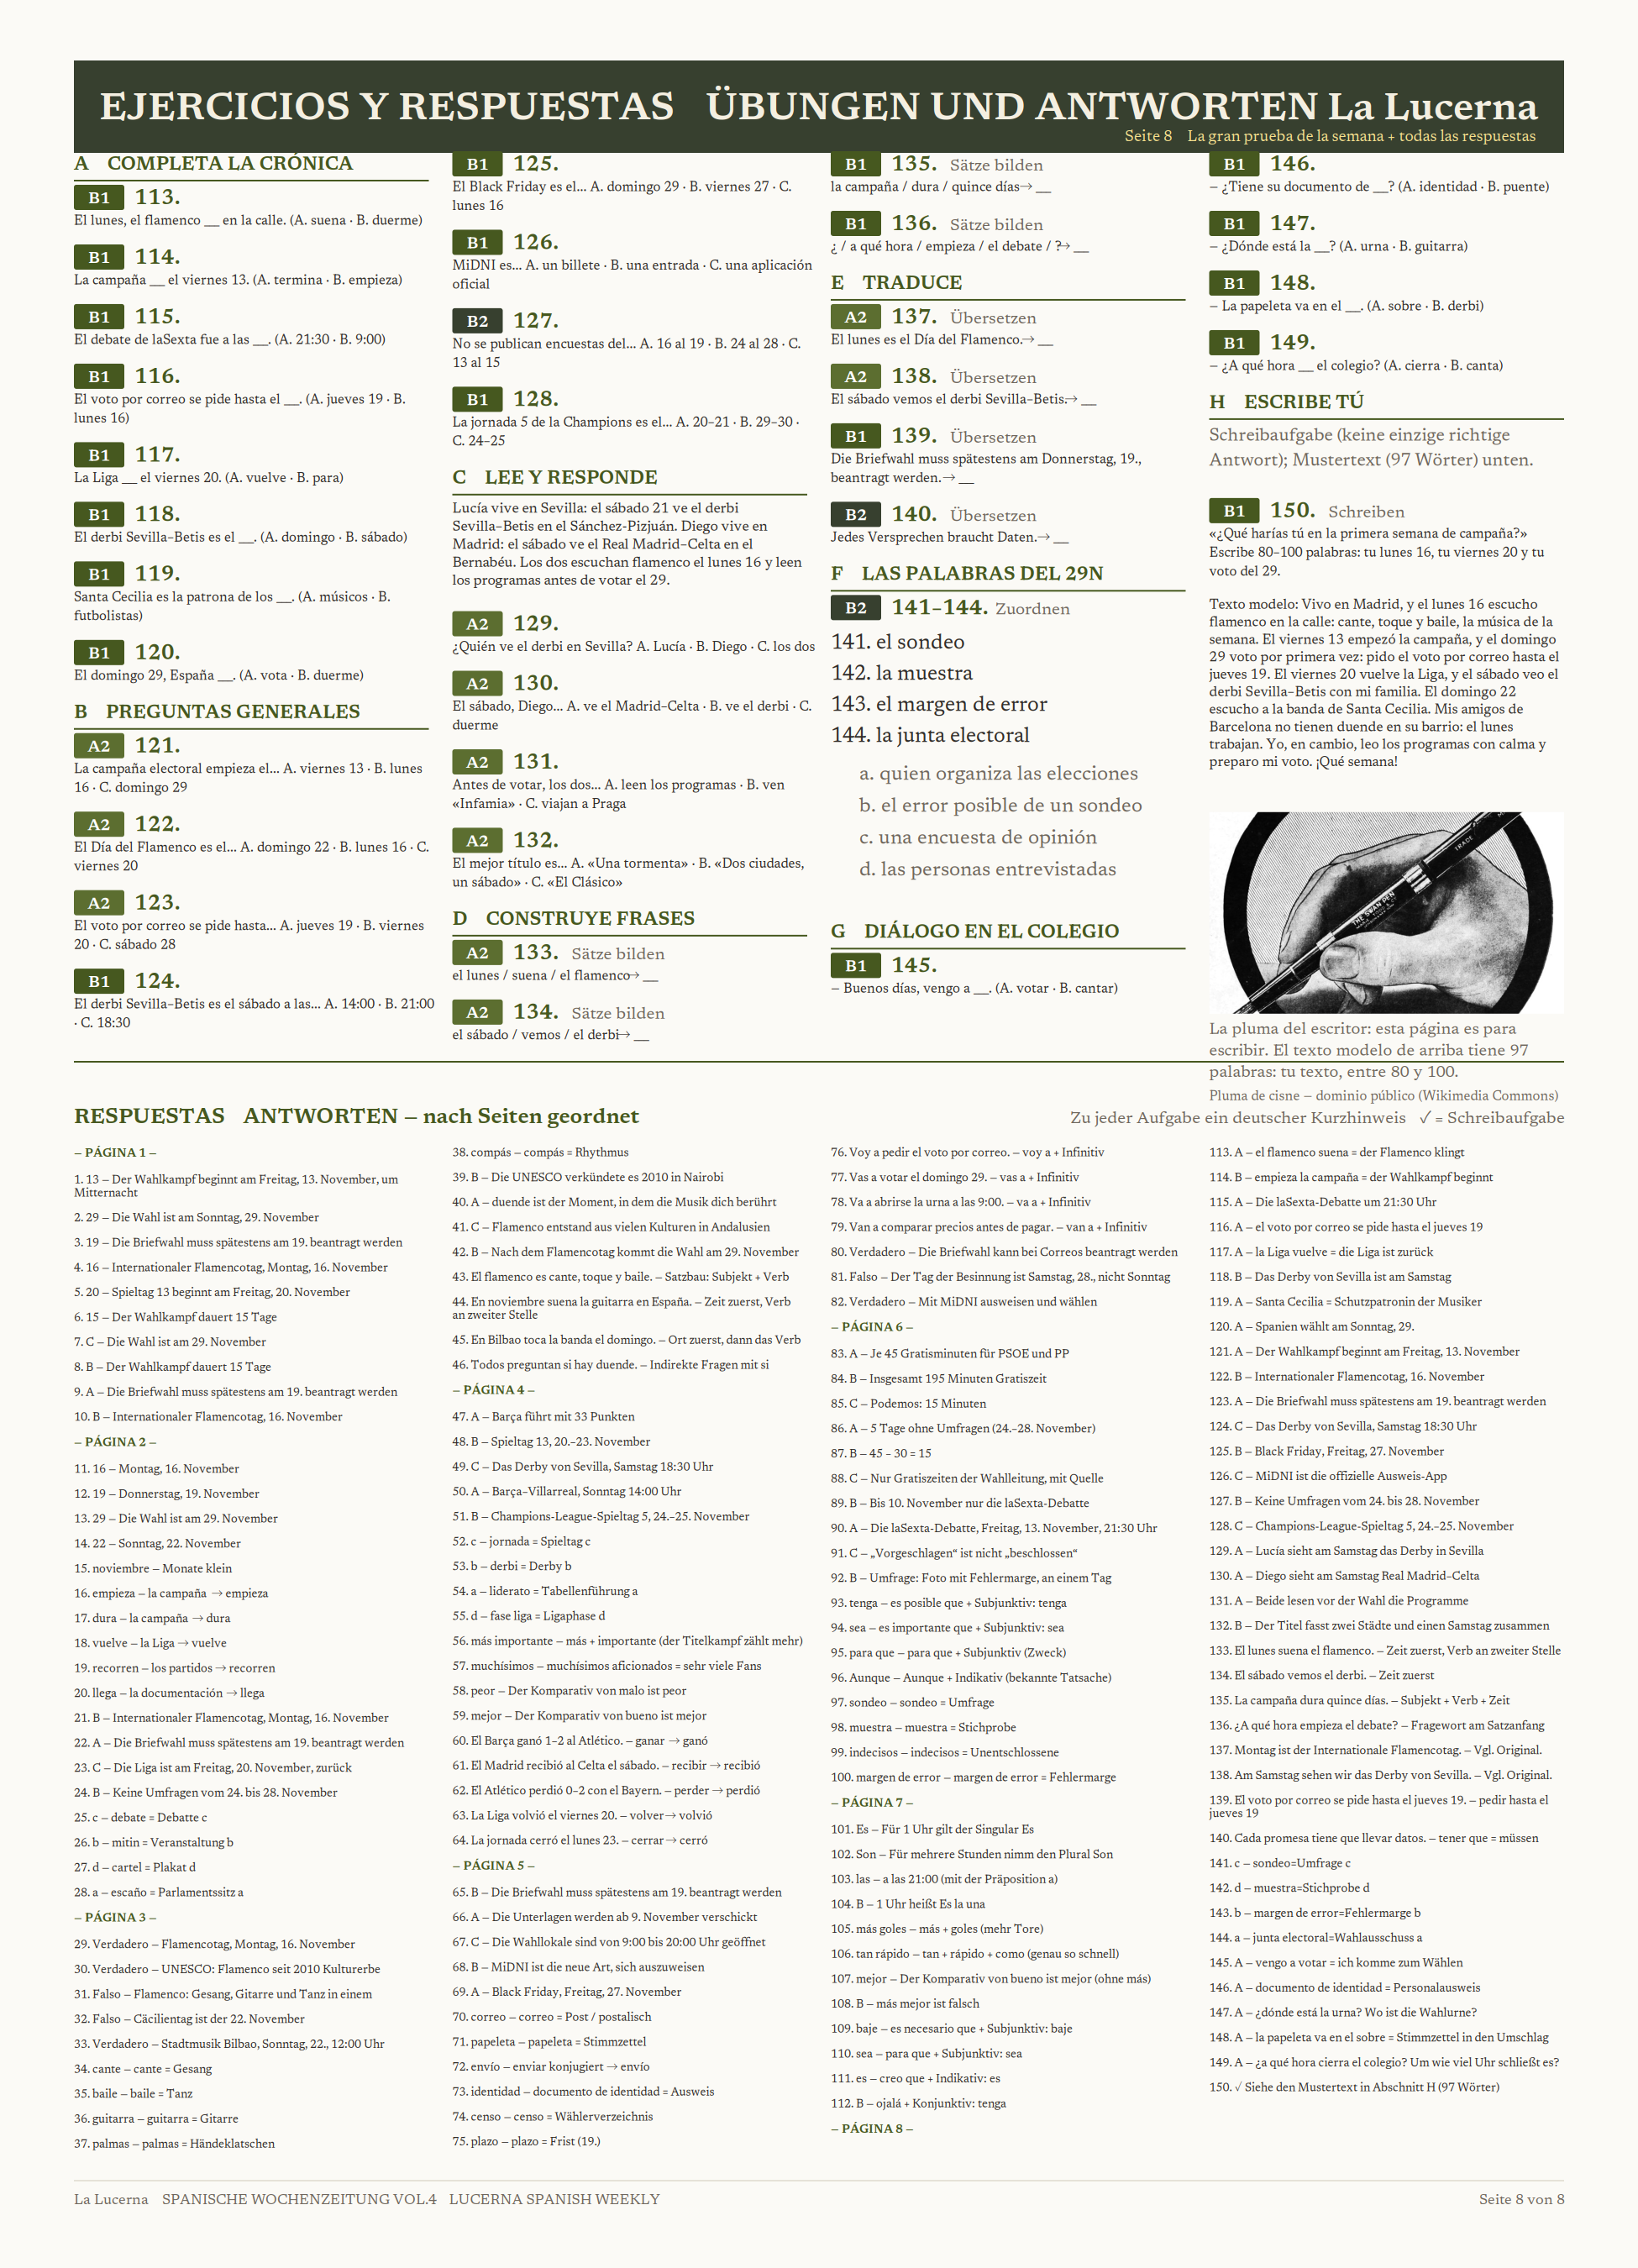 EJERCICIOS Y RESPUESTAS ÜBUNGEN UND ANTWORTEN La Lucerna
Seite 8 La gran prueba de la semana + todas las respuestas
A COMPLETA LA CRÓNICA
B1 113.
El lunes, el flamenco __ en la calle. (A. suena · B. duerme)
B1 114.
La campaña __ el viernes 13. (A. termina · B. empieza)
B1 115.
El debate de laSexta fue a las __. (A. 21:30 · B. 9:00)
B1 116.
El voto por correo se pide hasta el __. (A. jueves 19 · B.
lunes 16)
B1 117.
La Liga __ el viernes 20. (A. vuelve · B. para)
B1 118.
El derbi Sevilla–Betis es el __. (A. domingo · B. sábado)
B1 119.
Santa Cecilia es la patrona de los __. (A. músicos · B.
futbolistas)
B1 120.
El domingo 29, España __. (A. vota · B. duerme)
B PREGUNTAS GENERALES
A2 121.
La campaña electoral empieza el... A. viernes 13 · B. lunes
16 · C. domingo 29
A2 122.
El Día del Flamenco es el... A. domingo 22 · B. lunes 16 · C.
viernes 20
A2 123.
El voto por correo se pide hasta... A. jueves 19 · B. viernes
20 · C. sábado 28
B1 124.
El derbi Sevilla–Betis es el sábado a las... A. 14:00 · B. 21:00
· C. 18:30
B1 125.
El Black Friday es el... A. domingo 29 · B. viernes 27 · C.
lunes 16
B1 126.
MiDNI es... A. un billete · B. una entrada · C. una aplicación
oficial
B2 127.
No se publican encuestas del... A. 16 al 19 · B. 24 al 28 · C.
13 al 15
B1 128.
La jornada 5 de la Champions es el... A. 20–21 · B. 29–30 ·
C. 24–25
C LEE Y RESPONDE
Lucía vive en Sevilla: el sábado 21 ve el derbi
Sevilla–Betis en el Sánchez-Pizjuán. Diego vive en
Madrid: el sábado ve el Real Madrid–Celta en el
Bernabéu. Los dos escuchan flamenco el lunes 16 y leen
los programas antes de votar el 29.
A2 129.
¿Quién ve el derbi en Sevilla? A. Lucía · B. Diego · C. los dos
A2 130.
El sábado, Diego... A. ve el Madrid–Celta · B. ve el derbi · C.
duerme
A2 131.
Antes de votar, los dos... A. leen los programas · B. ven
«Infamia» · C. viajan a Praga
A2 132.
El mejor título es... A. «Una tormenta» · B. «Dos ciudades,
un sábado» · C. «El Clásico»
D CONSTRUYE FRASES
A2 133. Sätze bilden
el lunes / suena / el flamenco→ __
A2 134. Sätze bilden
el sábado / vemos / el derbi→ __
B1 135. Sätze bilden
la campaña / dura / quince días→ __
B1 136. Sätze bilden
¿ / a qué hora / empieza / el debate / ?→ __
E TRADUCE
A2 137. Übersetzen
El lunes es el Día del Flamenco.→ __
A2 138. Übersetzen
El sábado vemos el derbi Sevilla–Betis.→ __
B1 139. Übersetzen
Die Briefwahl muss spätestens am Donnerstag, 19.,
beantragt werden.→ __
B2 140. Übersetzen
Jedes Versprechen braucht Daten.→ __
F LAS PALABRAS DEL 29N
B2 141–144. Zuordnen
141. el sondeo
142. la muestra
143. el margen de error
144. la junta electoral
a. quien organiza las elecciones
b. el error posible de un sondeo
c. una encuesta de opinión
d. las personas entrevistadas
G DIÁLOGO EN EL COLEGIO
B1 145.
– Buenos días, vengo a __. (A. votar · B. cantar)
B1 146.
– ¿Tiene su documento de __? (A. identidad · B. puente)
B1 147.
– ¿Dónde está la __? (A. urna · B. guitarra)
B1 148.
– La papeleta va en el __. (A. sobre · B. derbi)
B1 149.
– ¿A qué hora __ el colegio? (A. cierra · B. canta)
H ESCRIBE TÚ
Schreibaufgabe (keine einzige richtige
Antwort); Mustertext (97 Wörter) unten.
B1 150. Schreiben
«¿Qué harías tú en la primera semana de campaña?»
Escribe 80–100 palabras: tu lunes 16, tu viernes 20 y tu
voto del 29.
Texto modelo: Vivo en Madrid, y el lunes 16 escucho
flamenco en la calle: cante, toque y baile, la música de la
semana. El viernes 13 empezó la campaña, y el domingo
29 voto por primera vez: pido el voto por correo hasta el
jueves 19. El viernes 20 vuelve la Liga, y el sábado veo el
derbi Sevilla–Betis con mi familia. El domingo 22
escucho a la banda de Santa Cecilia. Mis amigos de
Barcelona no tienen duende en su barrio: el lunes
trabajan. Yo, en cambio, leo los programas con calma y
preparo mi voto. ¡Qué semana!
THE SWAN PEN
TRADE
La pluma del escritor: esta página es para
escribir. El texto modelo de arriba tiene 97
palabras: tu texto, entre 80 y 100.
Pluma de cisne – dominio público (Wikimedia Commons)
RESPUESTAS ANTWORTEN – nach Seiten geordnet
Zu jeder Aufgabe ein deutscher Kurzhinweis ✓ = Schreibaufgabe
– PÁGINA 1 –
1. 13 – Der Wahlkampf beginnt am Freitag, 13. November, um
Mitternacht
2. 29 – Die Wahl ist am Sonntag, 29. November
3. 19 – Die Briefwahl muss spätestens am 19. beantragt werden
4. 16 – Internationaler Flamencotag, Montag, 16. November
5. 20 – Spieltag 13 beginnt am Freitag, 20. November
6. 15 – Der Wahlkampf dauert 15 Tage
7. C – Die Wahl ist am 29. November
8. B – Der Wahlkampf dauert 15 Tage
9. A – Die Briefwahl muss spätestens am 19. beantragt werden
10. B – Internationaler Flamencotag, 16. November
– PÁGINA 2 –
11. 16 – Montag, 16. November
12. 19 – Donnerstag, 19. November
13. 29 – Die Wahl ist am 29. November
14. 22 – Sonntag, 22. November
15. noviembre – Monate klein
16. empieza – la campaña → empieza
17. dura – la campaña → dura
18. vuelve – la Liga → vuelve
19. recorren – los partidos → recorren
20. llega – la documentación → llega
21. B – Internationaler Flamencotag, Montag, 16. November
22. A – Die Briefwahl muss spätestens am 19. beantragt werden
23. C – Die Liga ist am Freitag, 20. November, zurück
24. B – Keine Umfragen vom 24. bis 28. November
25. c – debate = Debatte c
26. b – mitin = Veranstaltung b
27. d – cartel = Plakat d
28. a – escaño = Parlamentssitz a
– PÁGINA 3 –
29. Verdadero – Flamencotag, Montag, 16. November
30. Verdadero – UNESCO: Flamenco seit 2010 Kulturerbe
31. Falso – Flamenco: Gesang, Gitarre und Tanz in einem
32. Falso – Cäcilientag ist der 22. November
33. Verdadero – Stadtmusik Bilbao, Sonntag, 22., 12:00 Uhr
34. cante – cante = Gesang
35. baile – baile = Tanz
36. guitarra – guitarra = Gitarre
37. palmas – palmas = Händeklatschen
38. compás – compás = Rhythmus
39. B – Die UNESCO verkündete es 2010 in Nairobi
40. A – duende ist der Moment, in dem die Musik dich berührt
41. C – Flamenco entstand aus vielen Kulturen in Andalusien
42. B – Nach dem Flamencotag kommt die Wahl am 29. November
43. El flamenco es cante, toque y baile. – Satzbau: Subjekt + Verb
44. En noviembre suena la guitarra en España. – Zeit zuerst, Verb
an zweiter Stelle
45. En Bilbao toca la banda el domingo. – Ort zuerst, dann das Verb
46. Todos preguntan si hay duende. – Indirekte Fragen mit si
– PÁGINA 4 –
47. A – Barça führt mit 33 Punkten
48. B – Spieltag 13, 20.–23. November
49. C – Das Derby von Sevilla, Samstag 18:30 Uhr
50. A – Barça–Villarreal, Sonntag 14:00 Uhr
51. B – Champions-League-Spieltag 5, 24.–25. November
52. c – jornada = Spieltag c
53. b – derbi = Derby b
54. a – liderato = Tabellenführung a
55. d – fase liga = Ligaphase d
56. más importante – más + importante (der Titelkampf zählt mehr)
57. muchísimos – muchísimos aficionados = sehr viele Fans
58. peor – Der Komparativ von malo ist peor
59. mejor – Der Komparativ von bueno ist mejor
60. El Barça ganó 1–2 al Atlético. – ganar → ganó
61. El Madrid recibió al Celta el sábado. – recibir → recibió
62. El Atlético perdió 0–2 con el Bayern. – perder → perdió
63. La Liga volvió el viernes 20. – volver→ volvió
64. La jornada cerró el lunes 23. – cerrar→ cerró
– PÁGINA 5 –
65. B – Die Briefwahl muss spätestens am 19. beantragt werden
66. A – Die Unterlagen werden ab 9. November verschickt
67. C – Die Wahllokale sind von 9:00 bis 20:00 Uhr geöffnet
68. B – MiDNI ist die neue Art, sich auszuweisen
69. A – Black Friday, Freitag, 27. November
70. correo – correo = Post / postalisch
71. papeleta – papeleta = Stimmzettel
72. envío – enviar konjugiert → envío
73. identidad – documento de identidad = Ausweis
74. censo – censo = Wählerverzeichnis
75. plazo – plazo = Frist (19.)
76. Voy a pedir el voto por correo. – voy a + Infinitiv
77. Vas a votar el domingo 29. – vas a + Infinitiv
78. Va a abrirse la urna a las 9:00. – va a + Infinitiv
79. Van a comparar precios antes de pagar. – van a + Infinitiv
80. Verdadero – Die Briefwahl kann bei Correos beantragt werden
81. Falso – Der Tag der Besinnung ist Samstag, 28., nicht Sonntag
82. Verdadero – Mit MiDNI ausweisen und wählen
– PÁGINA 6 –
83. A – Je 45 Gratisminuten für PSOE und PP
84. B – Insgesamt 195 Minuten Gratiszeit
85. C – Podemos: 15 Minuten
86. A – 5 Tage ohne Umfragen (24.–28. November)
87. B – 45 – 30 = 15
88. C – Nur Gratiszeiten der Wahlleitung, mit Quelle
89. B – Bis 10. November nur die laSexta-Debatte
90. A – Die laSexta-Debatte, Freitag, 13. November, 21:30 Uhr
91. C – „Vorgeschlagen“ ist nicht „beschlossen“
92. B – Umfrage: Foto mit Fehlermarge, an einem Tag
93. tenga – es posible que + Subjunktiv: tenga
94. sea – es importante que + Subjunktiv: sea
95. para que – para que + Subjunktiv (Zweck)
96. Aunque – Aunque + Indikativ (bekannte Tatsache)
97. sondeo – sondeo = Umfrage
98. muestra – muestra = Stichprobe
99. indecisos – indecisos = Unentschlossene
100. margen de error – margen de error = Fehlermarge
– PÁGINA 7 –
101. Es – Für 1 Uhr gilt der Singular Es
102. Son – Für mehrere Stunden nimm den Plural Son
103. las – a las 21:00 (mit der Präposition a)
104. B – 1 Uhr heißt Es la una
105. más goles – más + goles (mehr Tore)
106. tan rápido – tan + rápido + como (genau so schnell)
107. mejor – Der Komparativ von bueno ist mejor (ohne más)
108. B – más mejor ist falsch
109. baje – es necesario que + Subjunktiv: baje
110. sea – para que + Subjunktiv: sea
111. es – creo que + Indikativ: es
112. B – ojalá + Konjunktiv: tenga
– PÁGINA 8 –
113. A – el flamenco suena = der Flamenco klingt
114. B – empieza la campaña = der Wahlkampf beginnt
115. A – Die laSexta-Debatte um 21:30 Uhr
116. A – el voto por correo se pide hasta el jueves 19
117. A – la Liga vuelve = die Liga ist zurück
118. B – Das Derby von Sevilla ist am Samstag
119. A – Santa Cecilia = Schutzpatronin der Musiker
120. A – Spanien wählt am Sonntag, 29.
121. A – Der Wahlkampf beginnt am Freitag, 13. November
122. B – Internationaler Flamencotag, 16. November
123. A – Die Briefwahl muss spätestens am 19. beantragt werden
124. C – Das Derby von Sevilla, Samstag 18:30 Uhr
125. B – Black Friday, Freitag, 27. November
126. C – MiDNI ist die offizielle Ausweis-App
127. B – Keine Umfragen vom 24. bis 28. November
128. C – Champions-League-Spieltag 5, 24.–25. November
129. A – Lucía sieht am Samstag das Derby in Sevilla
130. A – Diego sieht am Samstag Real Madrid–Celta
131. A – Beide lesen vor der Wahl die Programme
132. B – Der Titel fasst zwei Städte und einen Samstag zusammen
133. El lunes suena el flamenco. – Zeit zuerst, Verb an zweiter Stelle
134. El sábado vemos el derbi. – Zeit zuerst
135. La campaña dura quince días. – Subjekt + Verb + Zeit
136. ¿A qué hora empieza el debate? – Fragewort am Satzanfang
137. Montag ist der Internationale Flamencotag. – Vgl. Original.
138. Am Samstag sehen wir das Derby von Sevilla. – Vgl. Original.
139. El voto por correo se pide hasta el jueves 19. – pedir hasta el
jueves 19
140. Cada promesa tiene que llevar datos. – tener que = müssen
141. c – sondeo=Umfrage c
142. d – muestra=Stichprobe d
143. b – margen de error=Fehlermarge b
144. a – junta electoral=Wahlausschuss a
145. A – vengo a votar = ich komme zum Wählen
146. A – documento de identidad = Personalausweis
147. A – ¿dónde está la urna? Wo ist die Wahlurne?
148. A – la papeleta va en el sobre = Stimmzettel in den Umschlag
149. A – ¿a qué hora cierra el colegio? Um wie viel Uhr schließt es?
150. ✓ Siehe den Mustertext in Abschnitt H (97 Wörter)
La Lucerna SPANISCHE WOCHENZEITUNG VOL.4 LUCERNA SPANISH WEEKLY
Seite 8 von 8